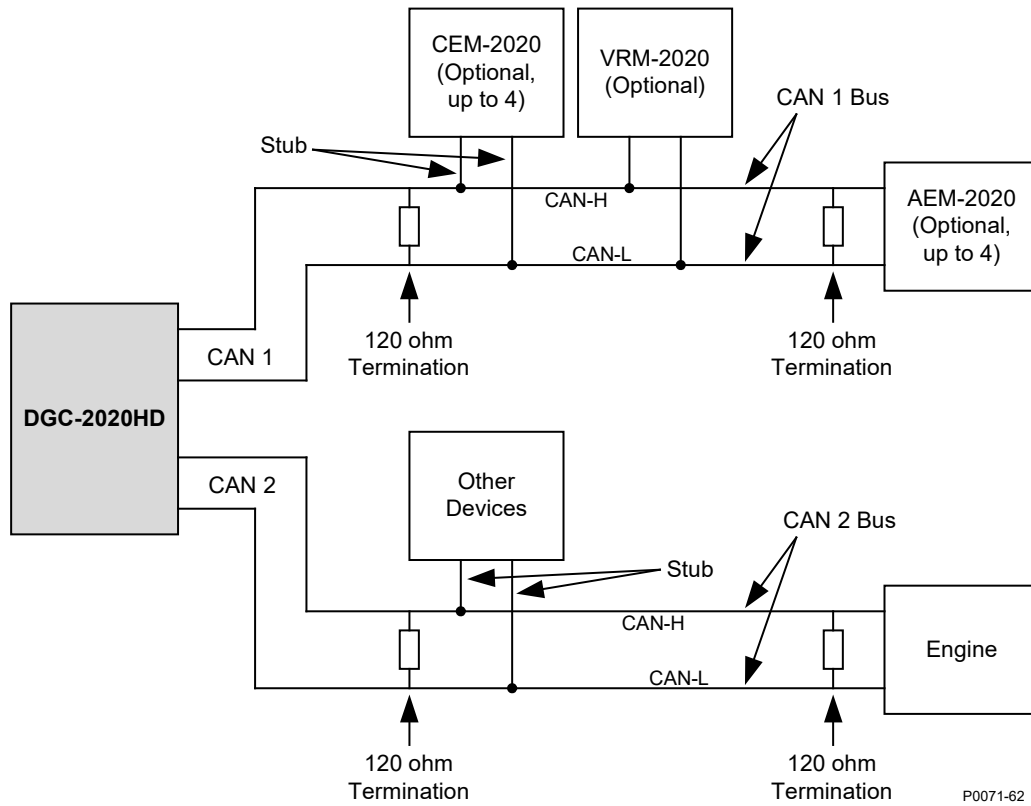 CEM-2020
(Optional,
up to 4)
VRM-2020
(Optional)
CAN 1 Bus
Stub
CAN-H
AEM-2020
(Optional,
up to 4)
CAN-L
120 ohm
Termination
120 ohm
Termination
CAN 1
DGC-2020HD
CAN 2
Other
Devices
CAN 2 Bus
Stub
CAN-H
Engine
CAN-L
120 ohm
Termination
120 ohm
Termination
P0071-62